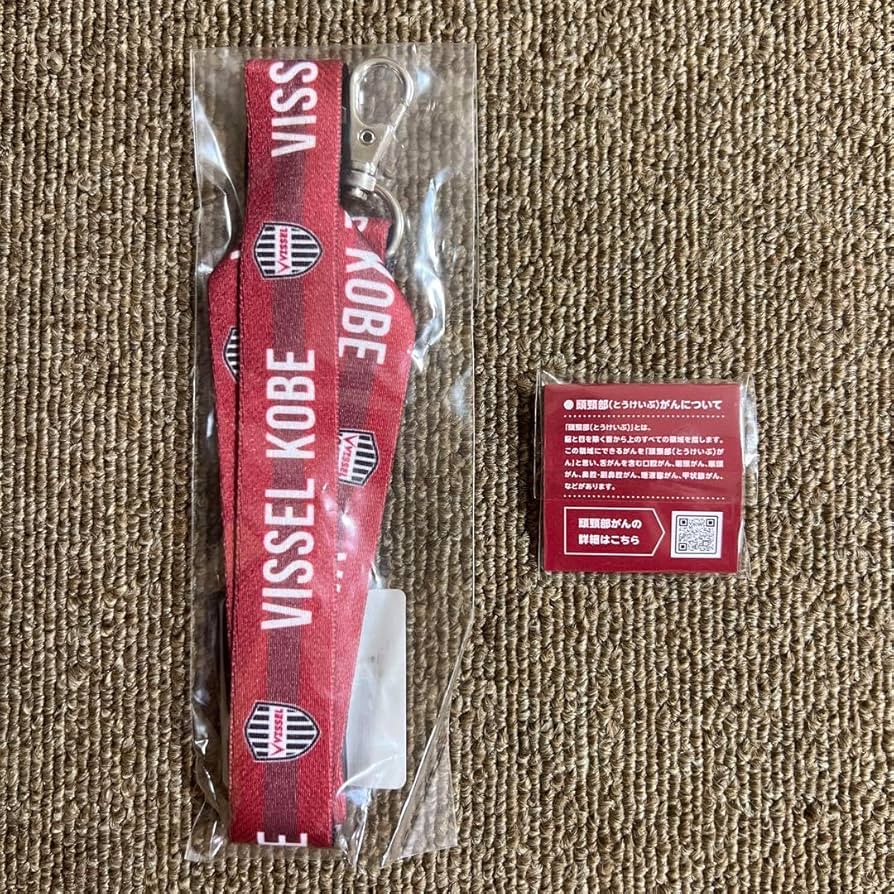 VISS
VISSEL
S KOBE
VISSEL KOBE
VISSEL
VISSEL
E
●頭頸部(とうけいぶ)がんについて
「頭頸部(とうけいぶ)」とは、
脳と目を除く首から上のすべての領域を指します。
この領域にできるがんを「頭頸部(とうけいぶ)が
ん」と言い、舌がんを含む口腔がん、咽頭がん、喉頭
がん、鼻腔・副鼻腔がん、唾液腺がん、甲状腺がん、
などがあります。
頭頸部がんの
詳細はこちら